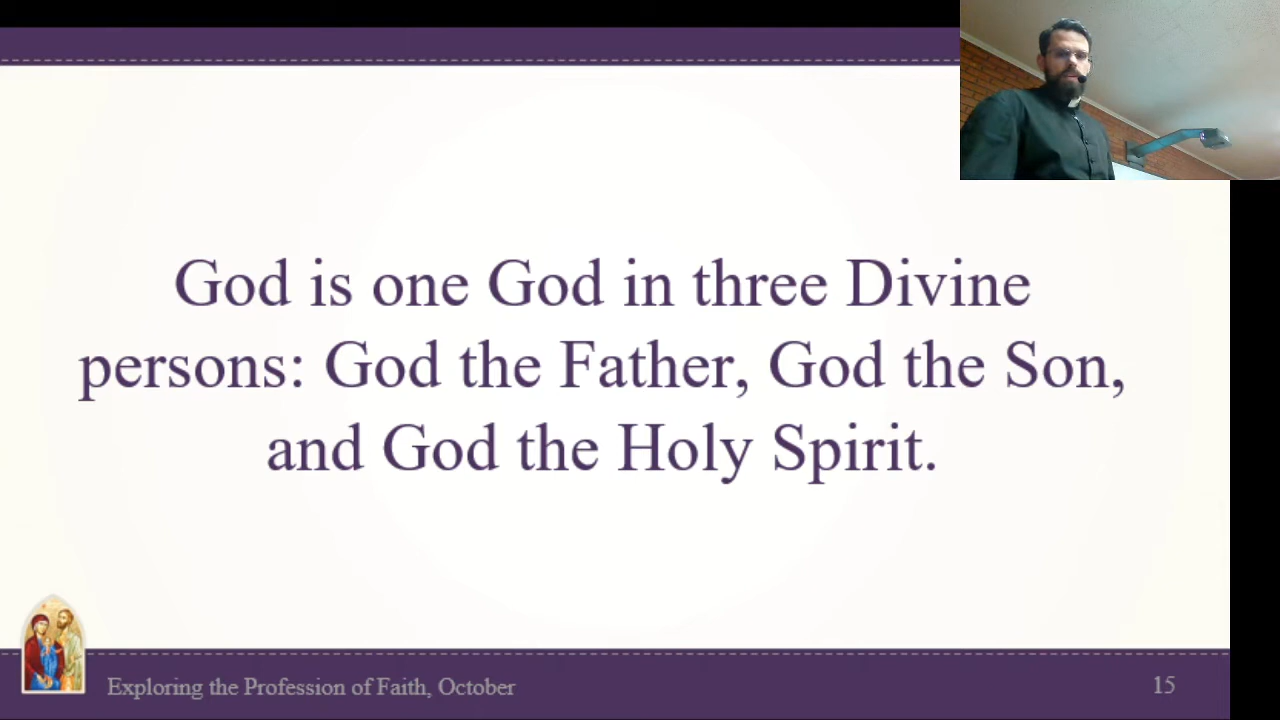 God is one God in three Divine
persons: God the Father, God the Son,
and God the Holy Spirit.
Exploring the Profession of Faith, October
15